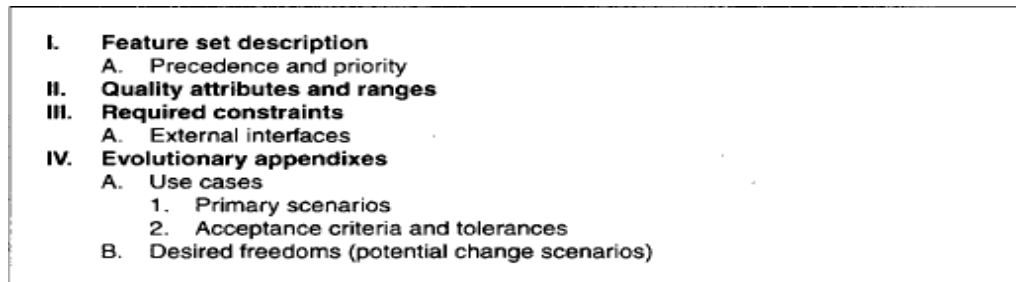 I. Feature set description
A. Precedence and priority
II. Quality attributes and ranges
III. Required constraints
A. External interfaces
IV. Evolutionary appendixes
A. Use cases
1. Primary scenarios
2. Acceptance criteria and tolerances
B. Desired freedoms (potential change scenarios)